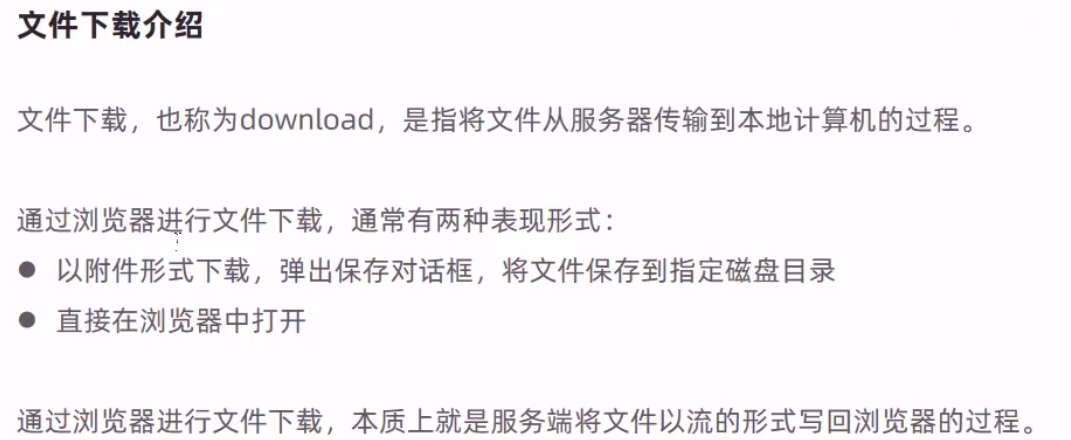 文件下载介绍
文件下载，也称为download，是指将文件从服务器传输到本地计算机的过程。
通过浏览器进行文件下载，通常有两种表现形式：
● 以附件形式下载，弹出保存对话框，将文件保存到指定磁盘目录
● 直接在浏览器中打开
通过浏览器进行文件下载，本质上就是服务端将文件以流的形式写回浏览器的过程。